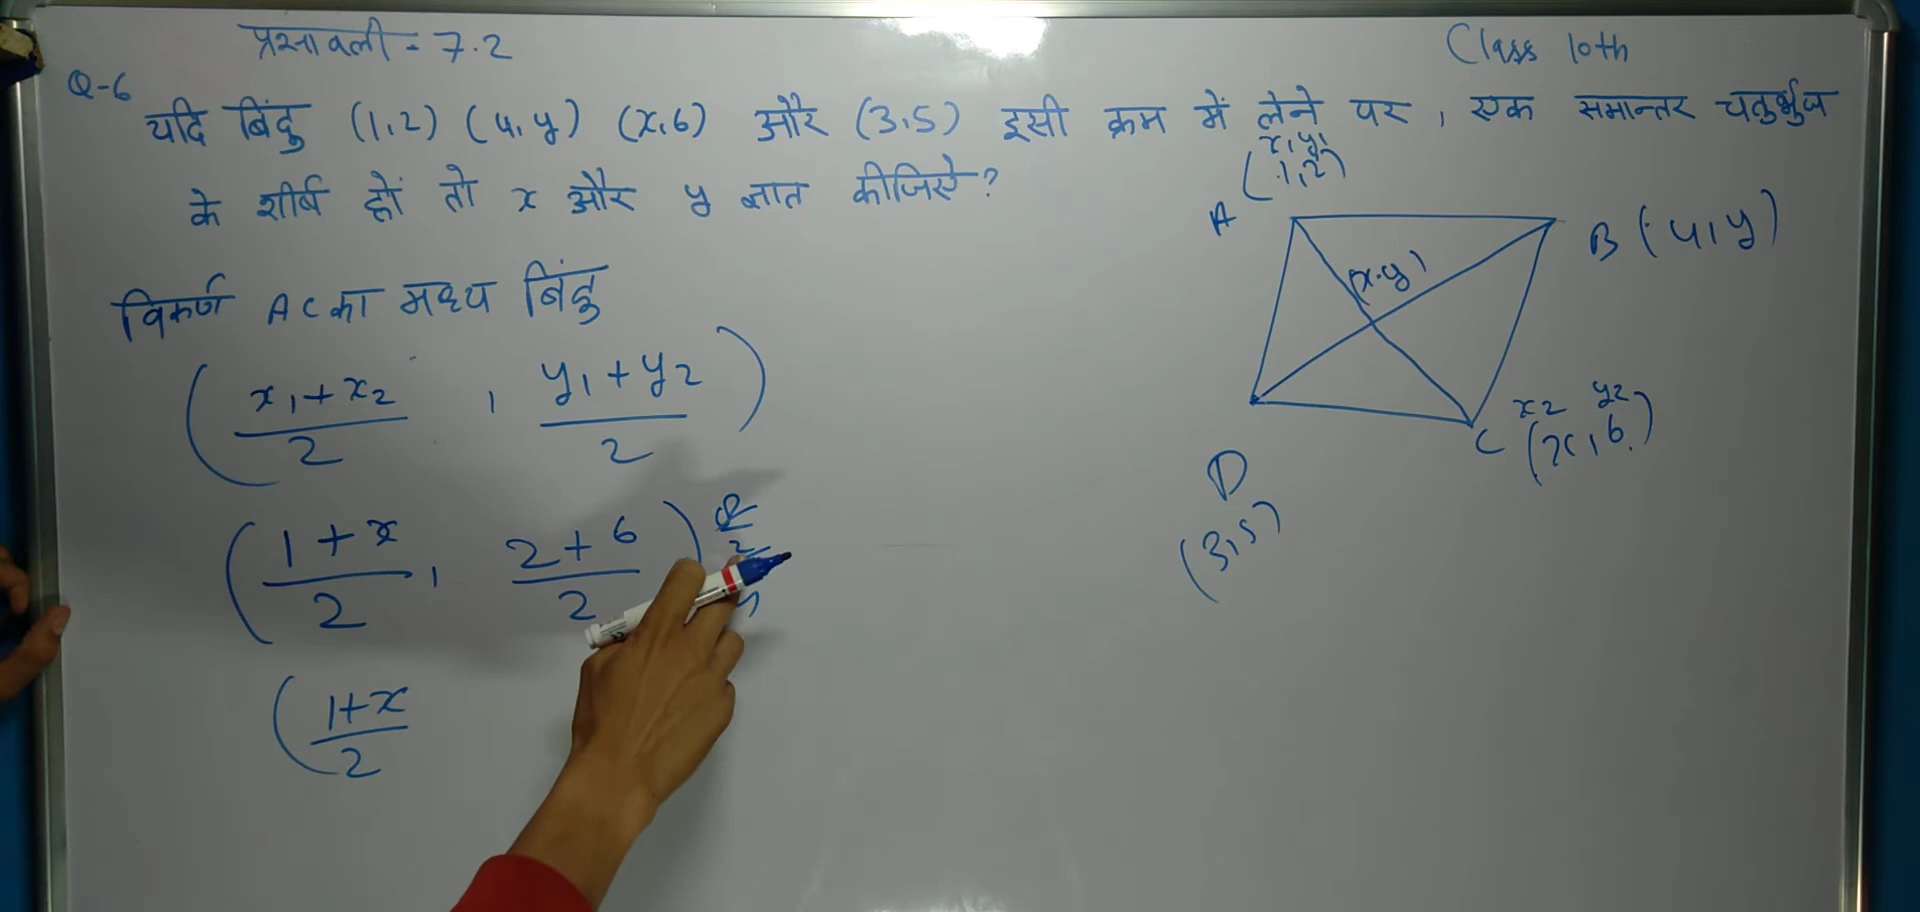 प्रश्नावली - 7.2
Class 10th
Q-6
यदि बिंदु (1,2) (4,y) (x,6) और (3,5) इसी क्रम में लेने पर, एक समान्तर चतुर्भुज
के शीर्ष हों तो x और y ज्ञात कीजिऐ?
x1 y1
(1,2)
A
B (4,y)
(x.y)
x2 y2
C (x,6)
D
(3,5)
विकर्ण AC का मध्य बिंदु
(x1+x2/2 , y1+y2/2)
(1+x/2, 2+6/2) 8/2
(1+x/2